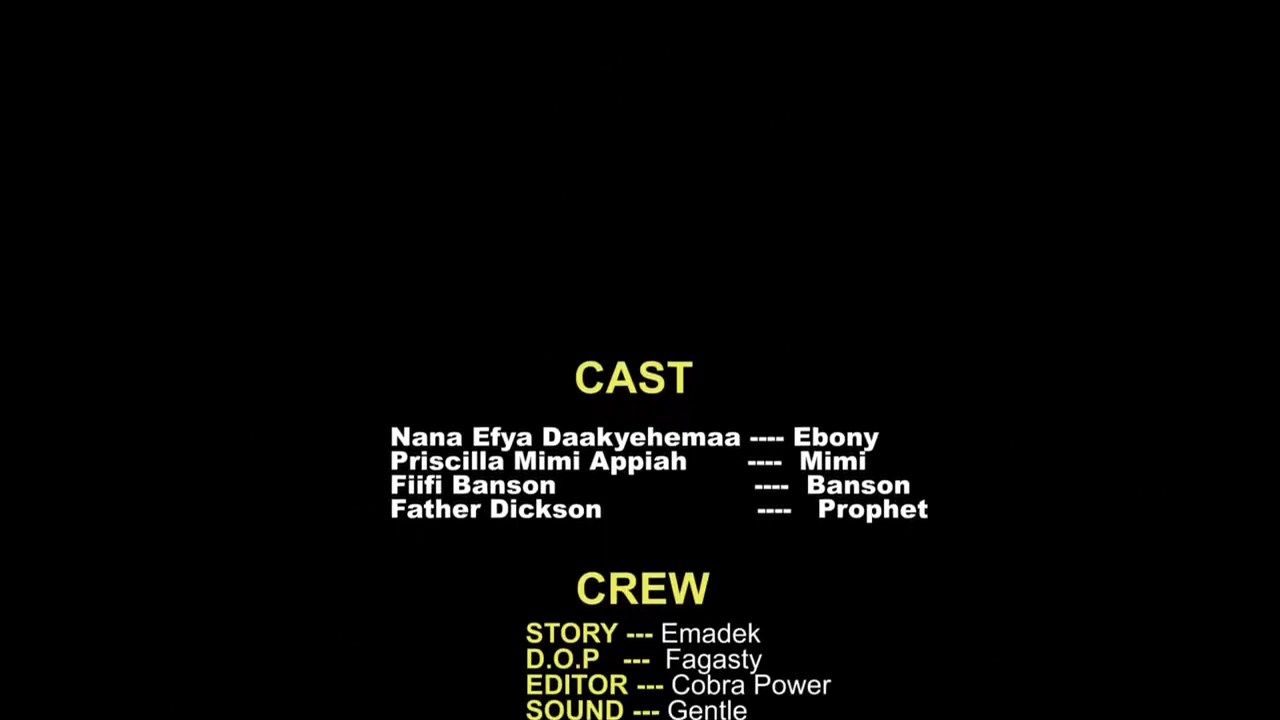 CAST
Nana Efya Daakyehemaa ---- Ebony
Priscilla Mimi Appiah ---- Mimi
Fiifi Banson ---- Banson
Father Dickson ---- Prophet
CREW
STORY --- Emadek
D.O.P --- Fagasty
EDITOR --- Cobra Power
SOUND --- Gentle